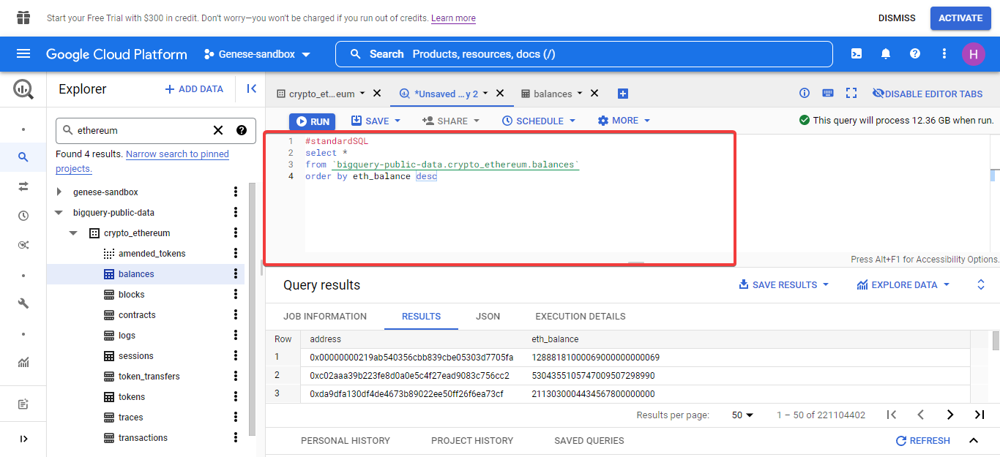 Start your Free Trial with $300 in credit. Don't worry—you won't be charged if you run out of credits. Learn more
DISMISS
ACTIVATE
Google Cloud Platform
Genese-sandbox
Search Products, resources, docs (/)
H
Explorer
+ ADD DATA
crypto_et...eum
*Unsaved ...y 2
balances
DISABLE EDITOR TABS
ethereum
RUN
SAVE
SHARE
SCHEDULE
MORE
This query will process 12.36 GB when run.
Found 4 results. Narrow search to pinned
projects.
1 #standardSQL
2 select *
3 from `bigquery-public-data.crypto_ethereum.balances`
4 order by eth_balance desc
genese-sandbox
bigquery-public-data
crypto_ethereum
amended_tokens
balances
blocks
contracts
logs
sessions
token_transfers
tokens
traces
transactions
Press Alt+F1 for Accessibility Options.
Query results
SAVE RESULTS
EXPLORE DATA
JOB INFORMATION
RESULTS
JSON
EXECUTION DETAILS
Row address eth_balance
1 0x00000000219ab540356cbb839cbe05303d7705fa 12888181000069000000000069
2 0xc02aaa39b223fe8d0a0e5c4f27ead9083c756cc2 5304355105747009507298990
3 0xda9dfa130df4de4673b89022ee50ff26f6ea73cf 2113030004434567800000000
Results per page: 50 1 – 50 of 221104402
PERSONAL HISTORY
PROJECT HISTORY
SAVED QUERIES
REFRESH